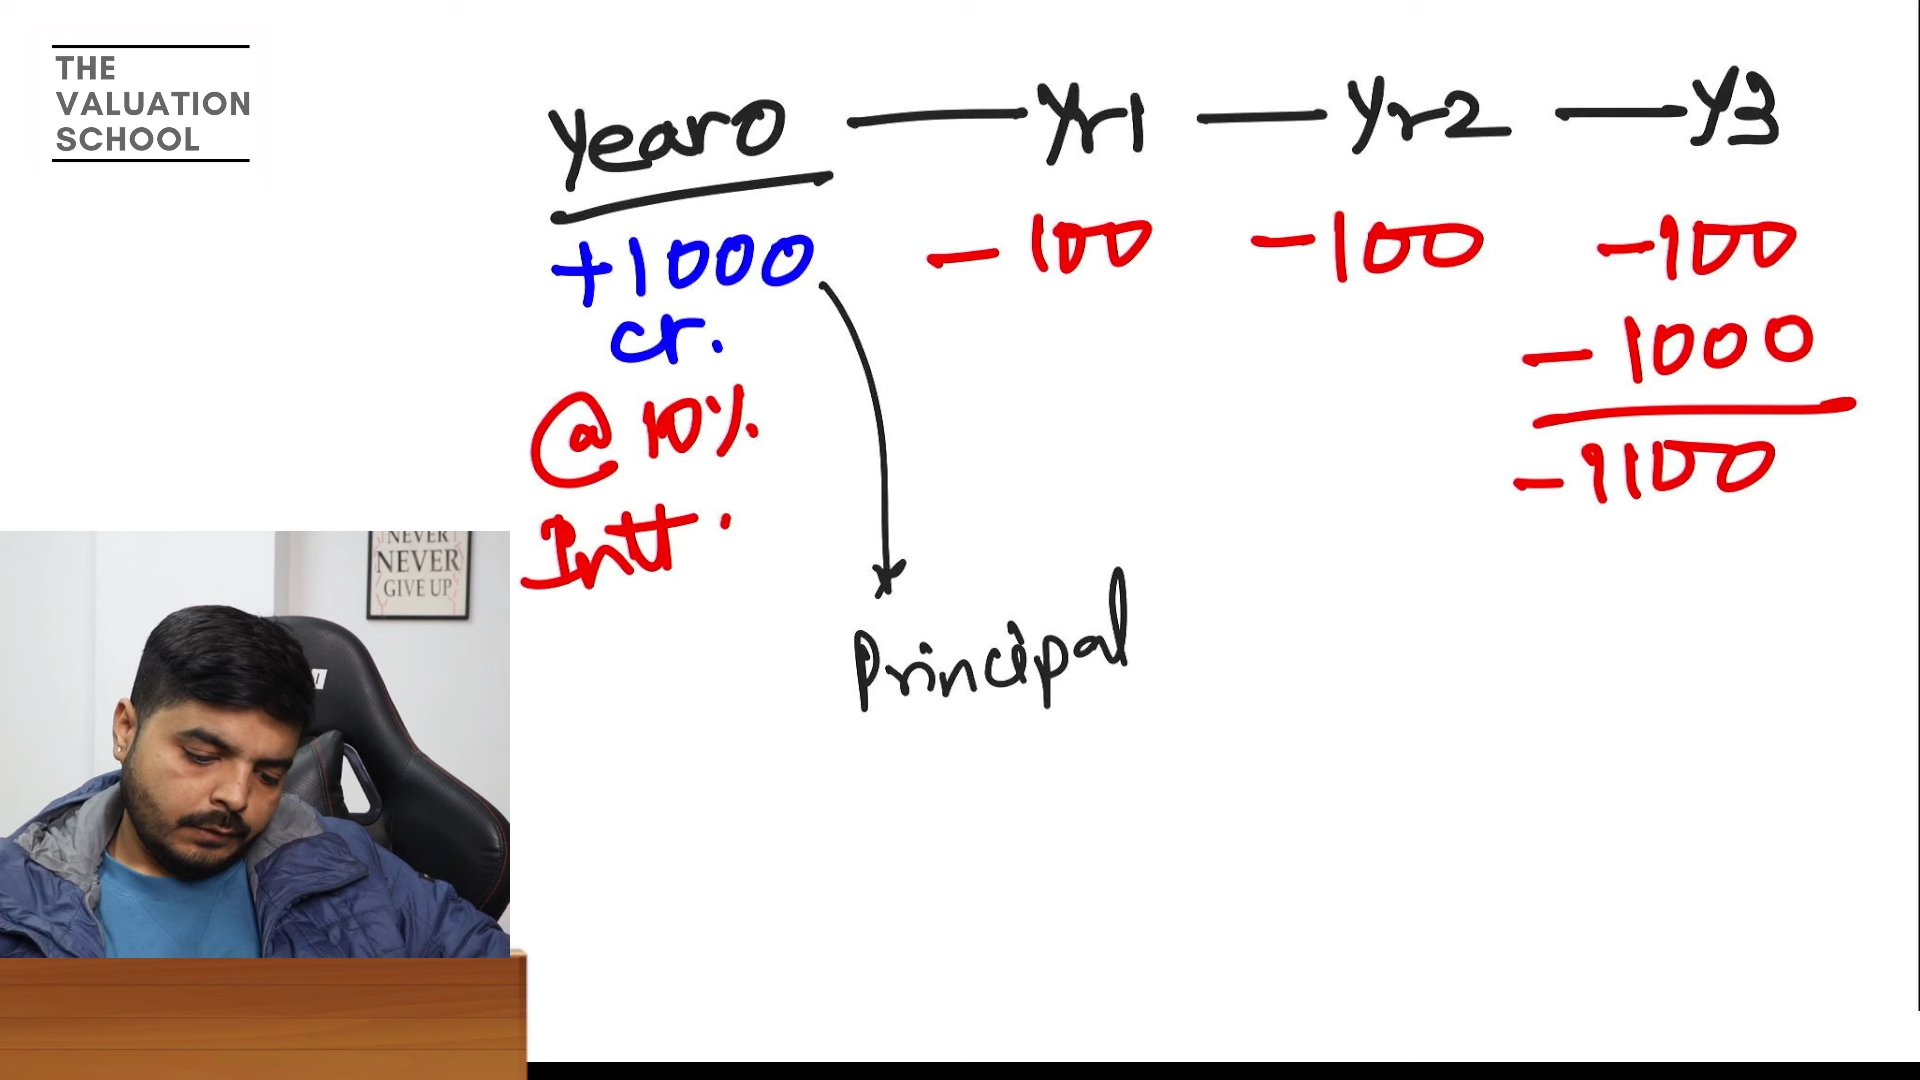 THE
VALUATION
SCHOOL
Year0 — Yr1 — Yr2 — Y3
+1000 -100 -100 -100
cr. -1000
@ 10% -1100
Intt.
Principal
NEVER
NEVER
GIVE UP